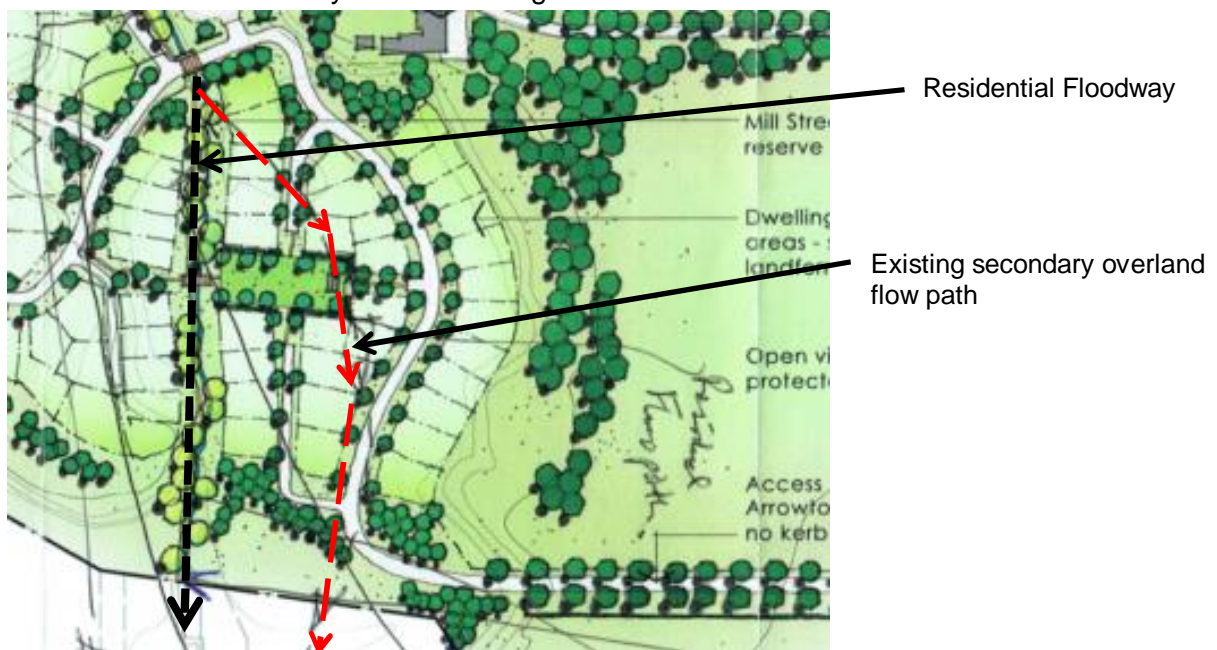 Residential Floodway
Mill Stre
reserve
Dwelling
areas -
landfor
Existing secondary overland
flow path
Open vi
protect
Access
Arrowto
no kerb